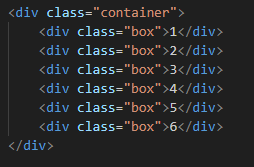 <div class="container">
    <div class="box">1</div>
    <div class="box">2</div>
    <div class="box">3</div>
    <div class="box">4</div>
    <div class="box">5</div>
    <div class="box">6</div>
</div>